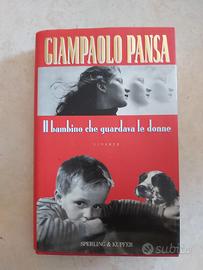 GIAMPAOLO PANSA
Il bambino che guardava le donne
ROMANZO
SPERLING & KUPFER
subito